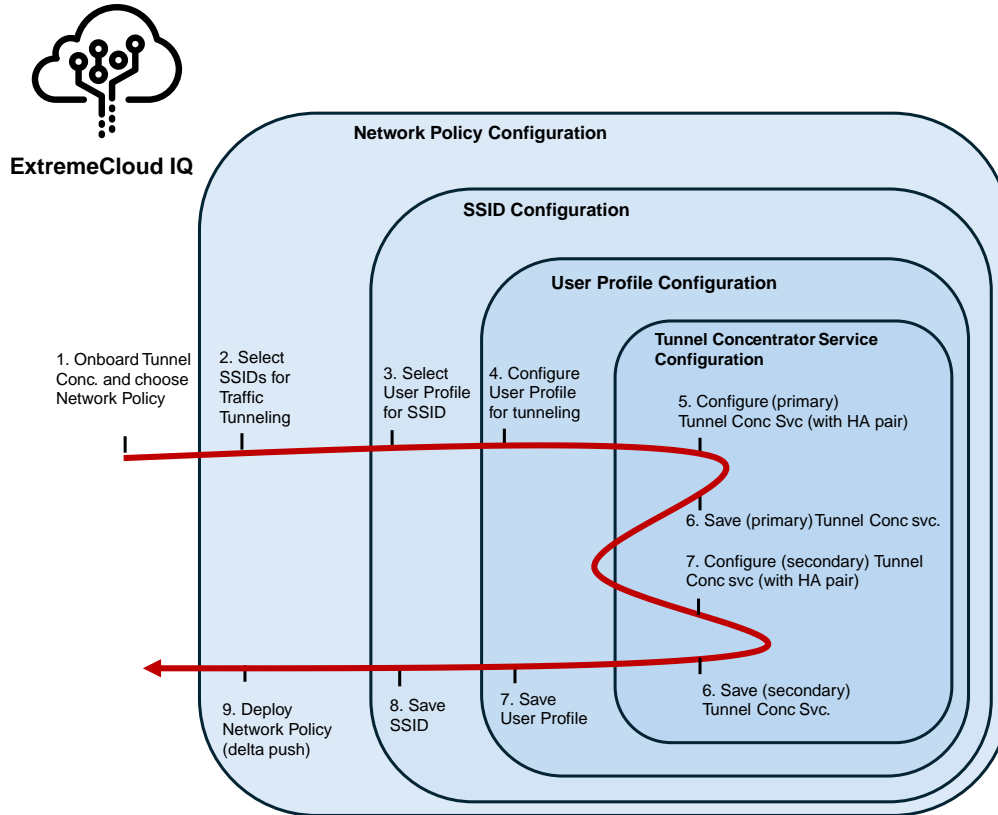 ExtremeCloud IQ
Network Policy Configuration
SSID Configuration
User Profile Configuration
Tunnel Concentrator Service
Configuration
1. Onboard Tunnel
Conc. and choose
Network Policy
2. Select
SSIDs for
Traffic
Tunneling
3. Select
User Profile
for SSID
4. Configure
User Profile
for tunneling
5. Configure (primary)
Tunnel Conc Svc (with HA pair)
6. Save (primary) Tunnel Conc svc.
7. Configure (secondary) Tunnel
Conc svc (with HA pair)
6. Save (secondary)
Tunnel Conc Svc.
7. Save
User Profile
8. Save
SSID
9. Deploy
Network Policy
(delta push)